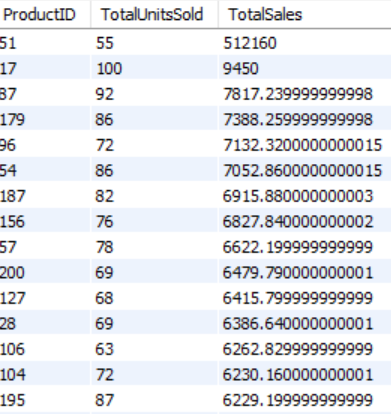 ProductID TotalUnitsSold TotalSales
51 55 512160
17 100 9450
87 92 7817.239999999998
179 86 7388.259999999998
96 72 7132.3200000000015
54 86 7052.8600000000015
187 82 6915.880000000003
156 76 6827.840000000002
57 78 6622.199999999999
200 69 6479.790000000001
127 68 6415.799999999999
28 69 6386.640000000001
106 63 6262.829999999999
104 72 6230.160000000001
195 87 6229.199999999999